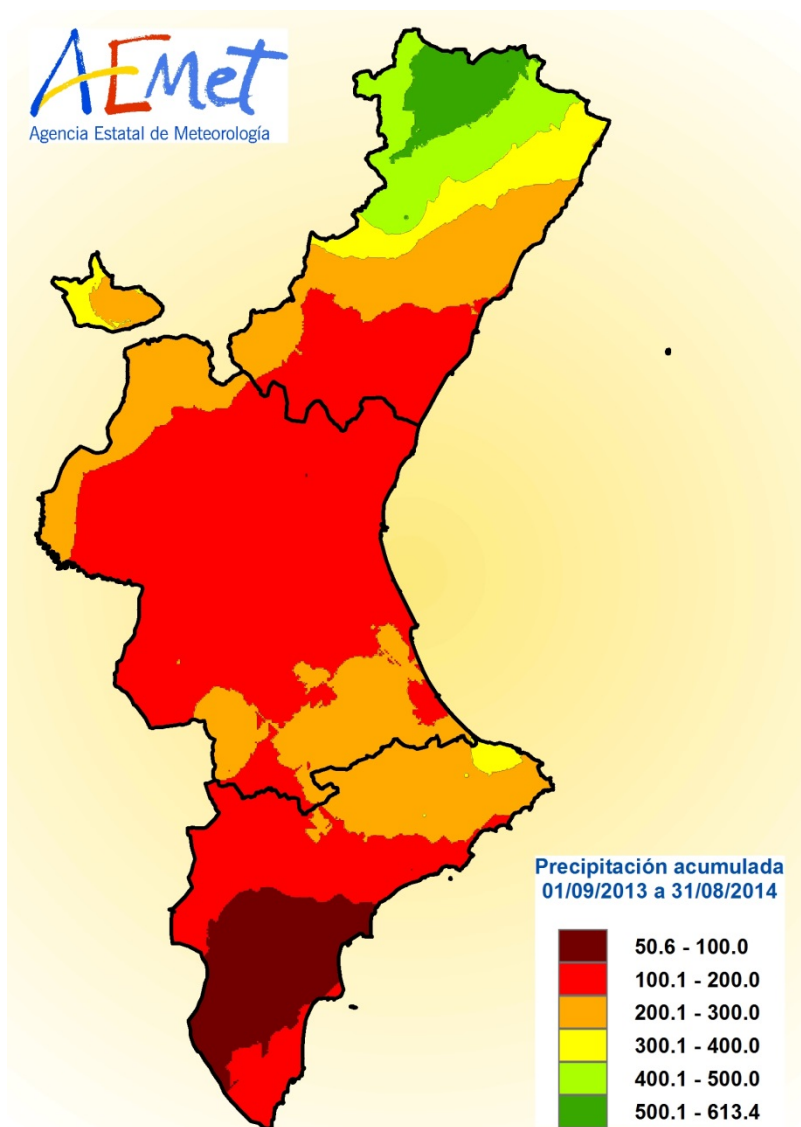 AEMet
Agencia Estatal de Meteorología
Precipitación acumulada
01/09/2013 a 31/08/2014
50.6 - 100.0
100.1 - 200.0
200.1 - 300.0
300.1 - 400.0
400.1 - 500.0
500.1 - 613.4